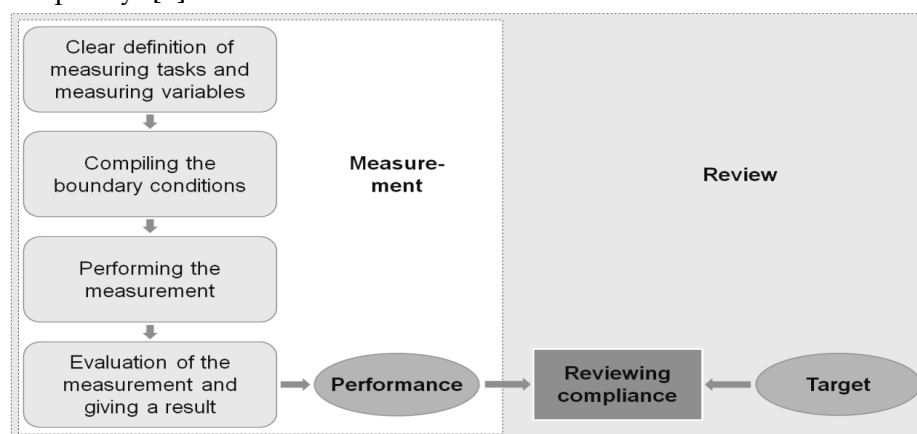 Clear definition of
measuring tasks and
measuring variables
Compiling the
boundary conditions
Measure-
ment
Review
Performing the
measurement
Evaluation of the
measurement and
giving a result
Performance
Reviewing
compliance
Target